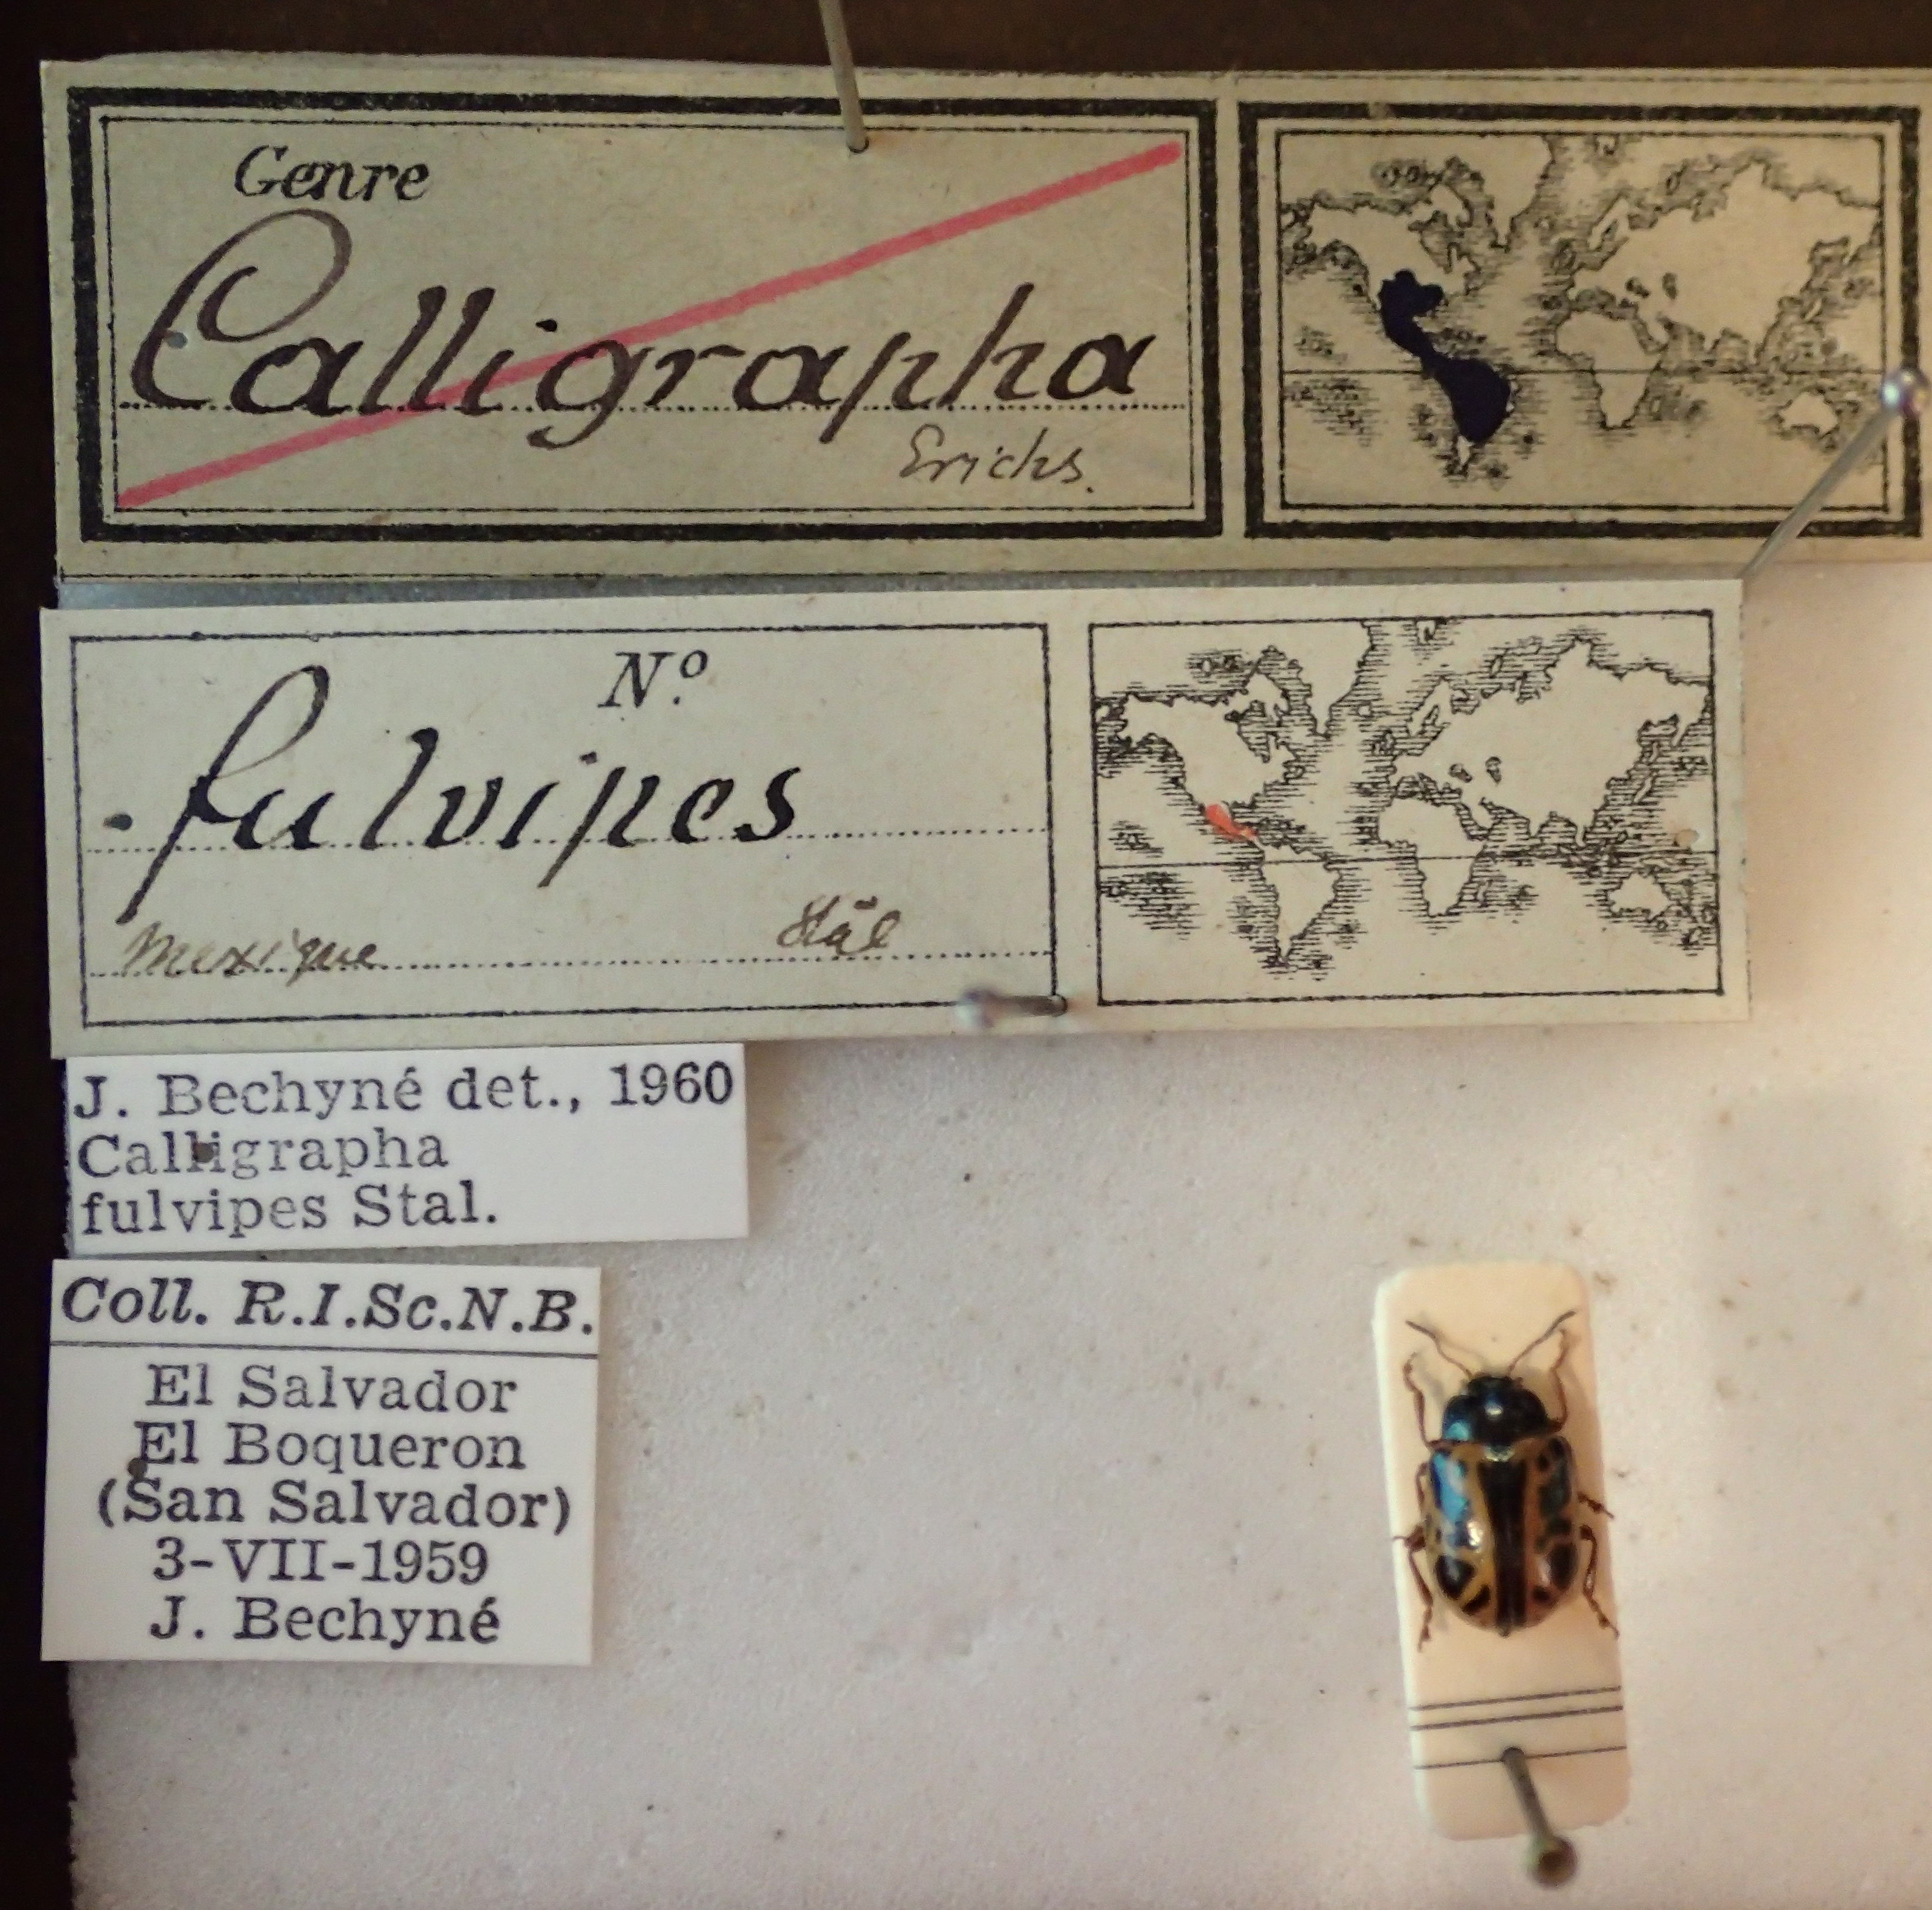 Genre
Calligrapha
Erichs.
Nº
fulvipes
Mexique Stål
J. Bechyné det., 1960
Calligrapha
fulvipes Stal.
Coll. R.I.Sc.N.B.
El Salvador
El Boqueron
(San Salvador)
3-VII-1959
J. Bechyné